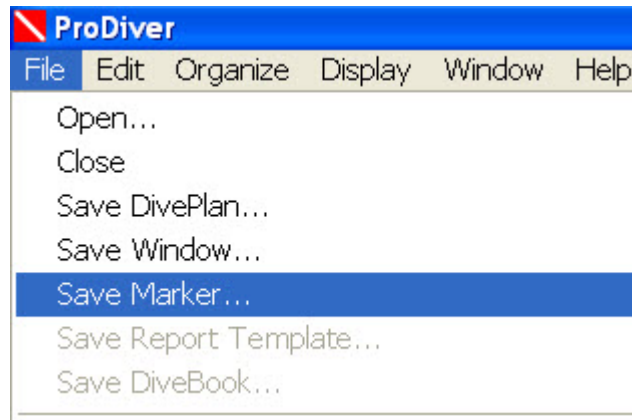 ProDiver
File Edit Organize Display Window Help
Open...
Close
Save DivePlan...
Save Window...
Save Marker...
Save Report Template...
Save DiveBook...